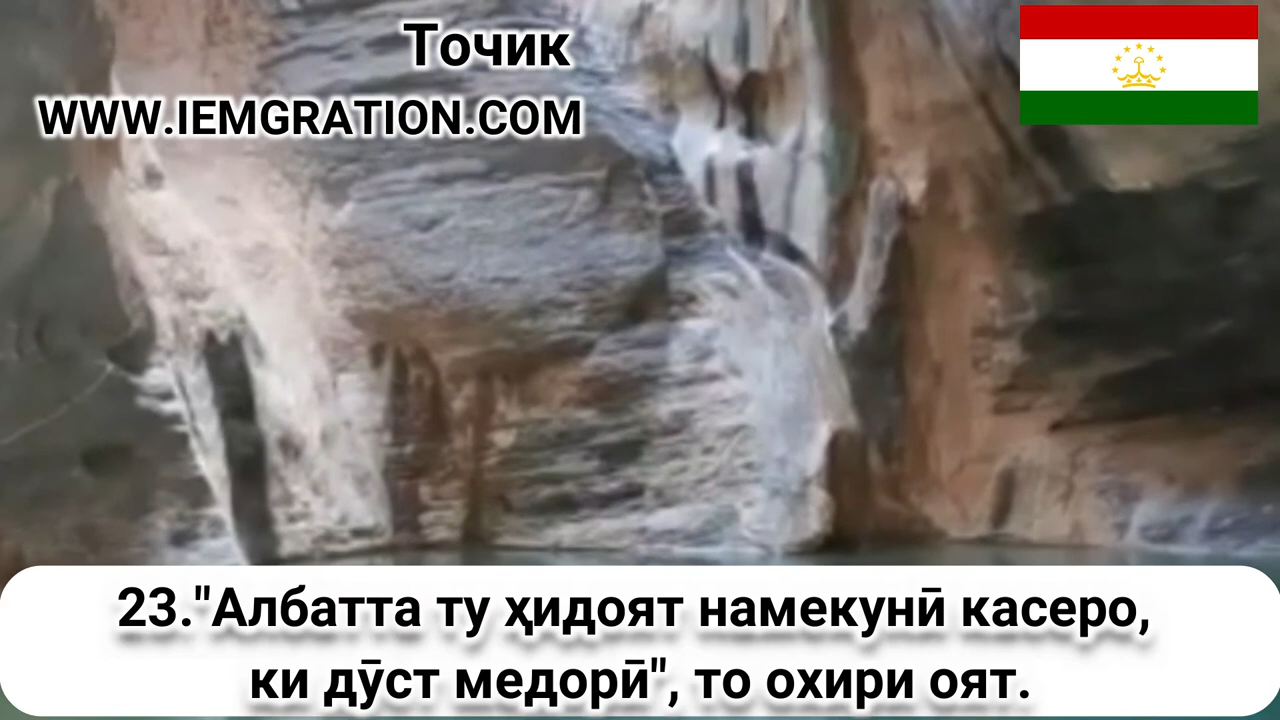 Точик
WWW.IEMGRATION.COM
23."Албатта ту ҳидоят намекунӣ касеро,
ки дӯст медорӣ", то охири оят.